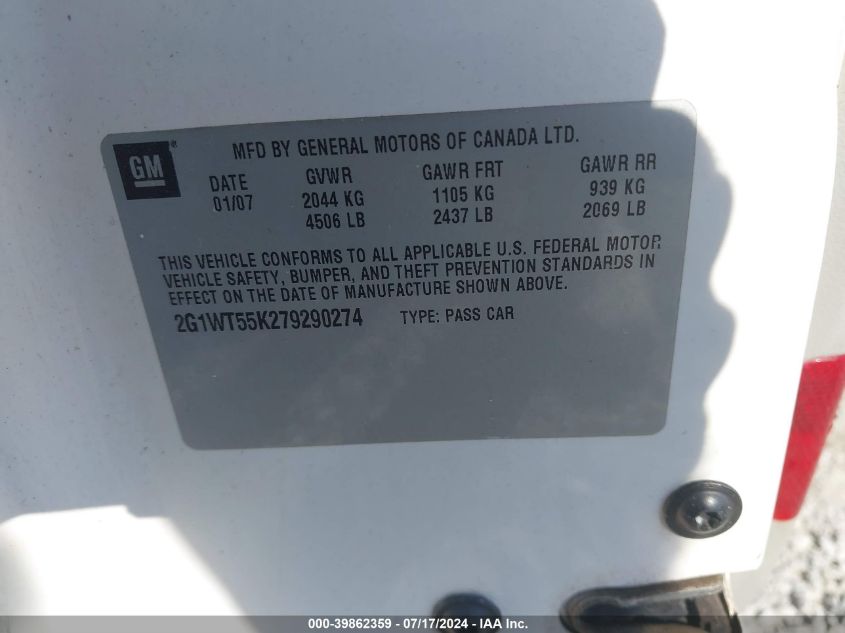 GM®
MFD BY GENERAL MOTORS OF CANADA LTD.
DATE GVWR GAWR FRT GAWR RR
01/07 2044 KG 1105 KG 939 KG
4506 LB 2437 LB 2069 LB
THIS VEHICLE CONFORMS TO ALL APPLICABLE U.S. FEDERAL MOTOR
VEHICLE SAFETY, BUMPER, AND THEFT PREVENTION STANDARDS IN
EFFECT ON THE DATE OF MANUFACTURE SHOWN ABOVE.
2G1WT55K279290274 TYPE: PASS CAR
000-39862359 - 07/17/2024 - IAA Inc.